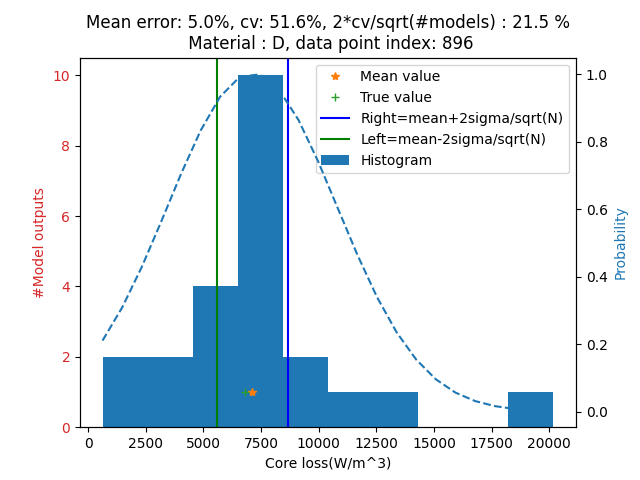 Mean error: 5.0%, cv: 51.6%, 2*cv/sqrt(#models) : 21.5 %
Material : D, data point index: 896
Mean value
True value
Right=mean+2sigma/sqrt(N)
Left=mean-2sigma/sqrt(N)
Histogram
#Model outputs
10
8
6
4
2
0
1.0
0.8
0.6
0.4
0.2
0.0
Probability
0 2500 5000 7500 10000 12500 15000 17500 20000
Core loss(W/m^3)